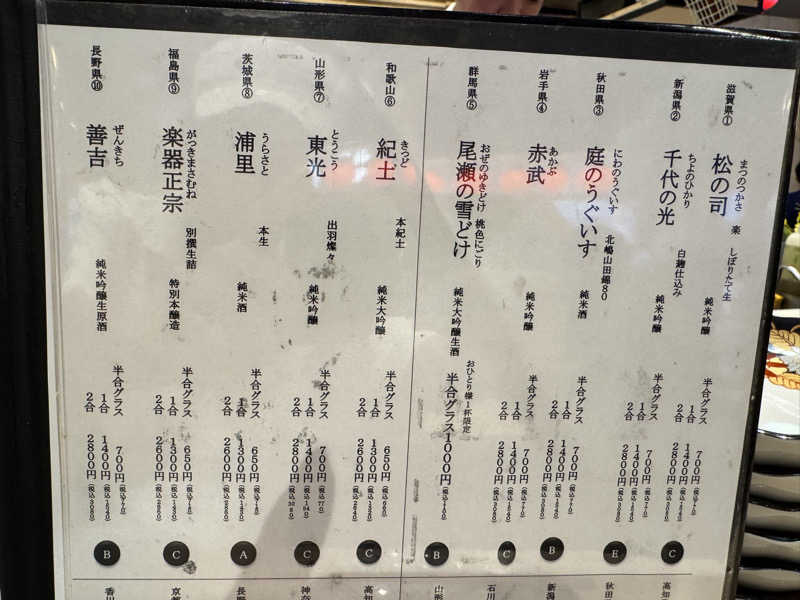 滋賀県①
松の司
まつのつかさ
楽 しぼりたて生
純米吟醸
半合グラス 700円
1合 1400円
2合 2800円
C
新潟県②
千代の光
ちよのひかり
白麹仕込み
純米吟醸
半合グラス 700円
1合 1400円
2合 2800円
E
秋田県③
庭のうぐいす
にわのうぐいす
北嶋山田錦80
純米酒
半合グラス 700円
1合 1400円
2合 2800円
B
岩手県④
赤武
あかぶ
純米吟醸
半合グラス 700円
1合 1400円
2合 2800円
C
群馬県⑤
尾瀬の雪どけ
おぜのゆきどけ 桃色にごり
純米大吟醸生酒
おひとり様1杯限定
半合グラス1000円
B
和歌山⑥
紀土
きっど
本紀土
純米大吟醸
半合グラス 650円
1合 1300円
2合 2600円
C
山形県⑦
東光
とうこう
出羽燦々
純米吟醸
半合グラス 700円
1合 1400円
2合 2800円
C
茨城県⑧
浦里
うらさと
本生
純米酒
半合グラス 650円
1合 1300円
2合 2600円
A
福島県⑨
楽器正宗
がっきまさむね
別撰生詰
特別本醸造
半合グラス 650円
1合 1300円
2合 2600円
C
長野県⑩
善吉
ぜんきち
純米吟醸生原酒
半合グラス 700円
1合 1400円
2合 2800円
B
高知
秋田
新潟
石川
山形
高知
神奈
長野
京都
香川